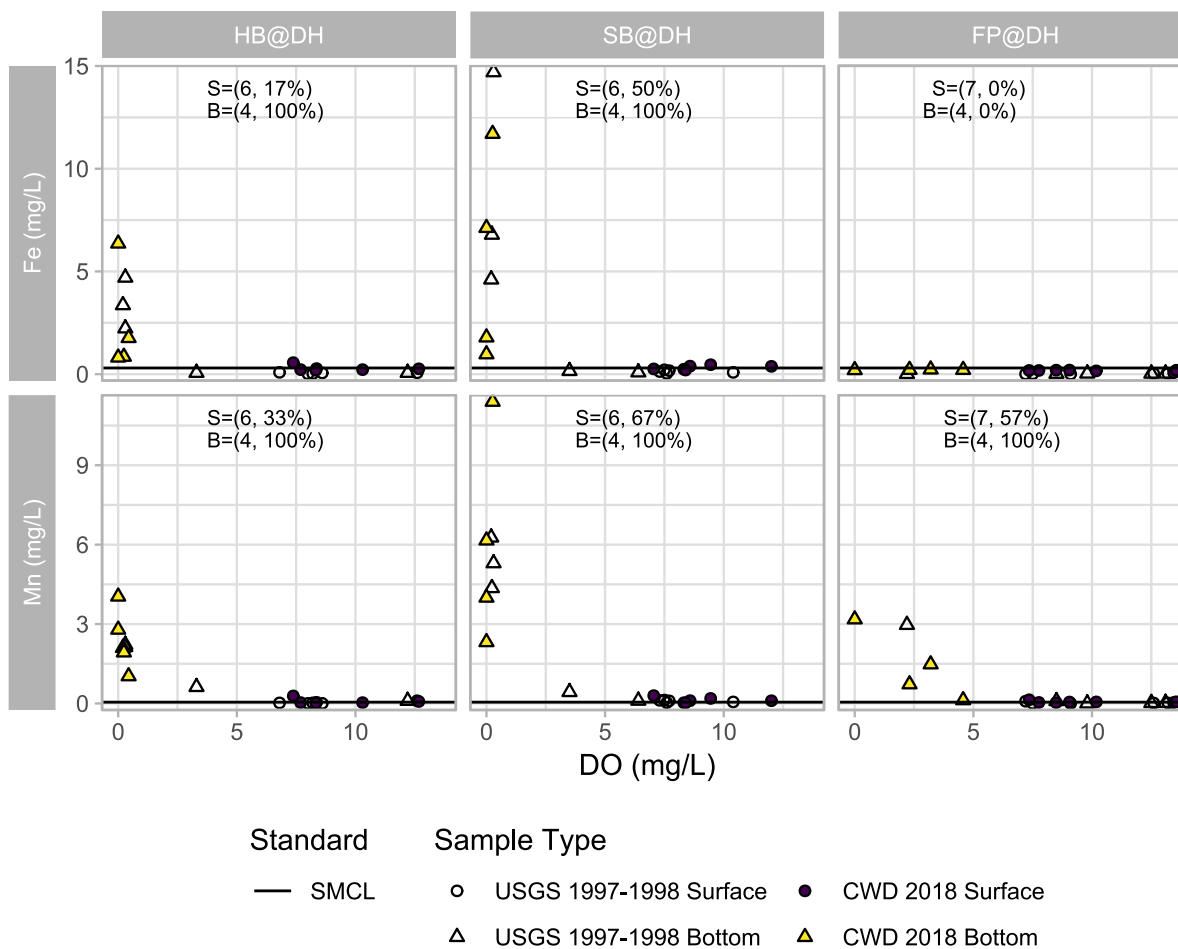 HB@DH SB@DH FP@DH
Fe (mg/L)
15
10
5
0
S=(6, 17%)
B=(4, 100%)
S=(6, 50%)
B=(4, 100%)
S=(7, 0%)
B=(4, 0%)
Mn (mg/L)
9
6
3
0
S=(6, 33%)
B=(4, 100%)
S=(6, 67%)
B=(4, 100%)
S=(7, 57%)
B=(4, 100%)
0 5 10 0 5 10 0 5 10
DO (mg/L)
Standard
SMCL
Sample Type
USGS 1997-1998 Surface
CWD 2018 Surface
USGS 1997-1998 Bottom
CWD 2018 Bottom